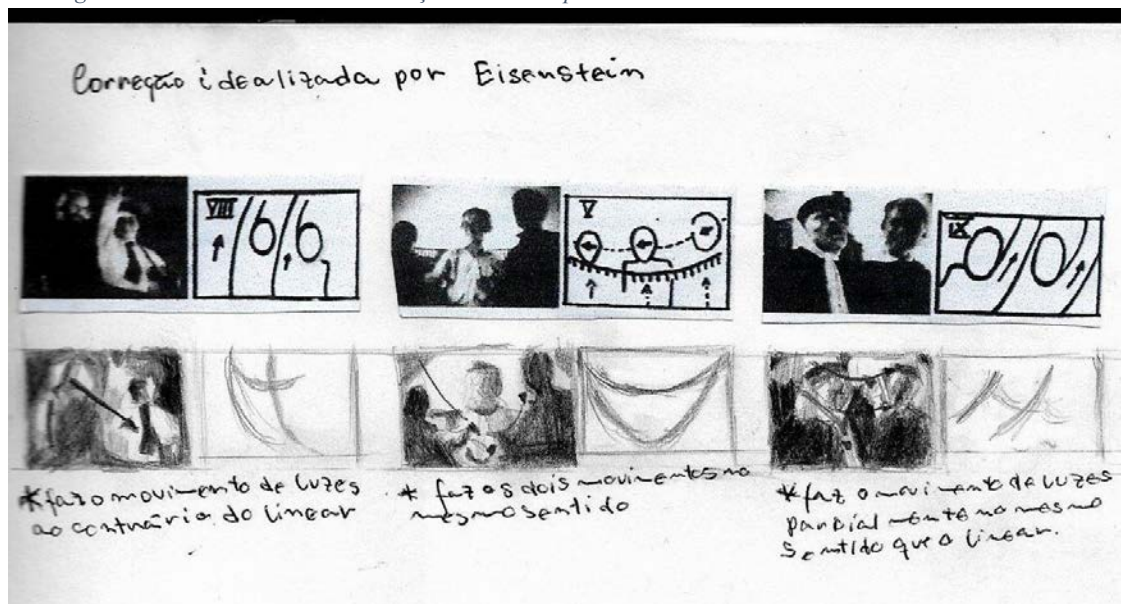 Correção idealizada por Eisenstein
VIII
V
IX
* faz o movimento de luzes
ao contrário do linear
* faz os dois movimentos no
mesmo sentido
* faz o movimento de luzes
parcialmente no mesmo
sentido que o linear.